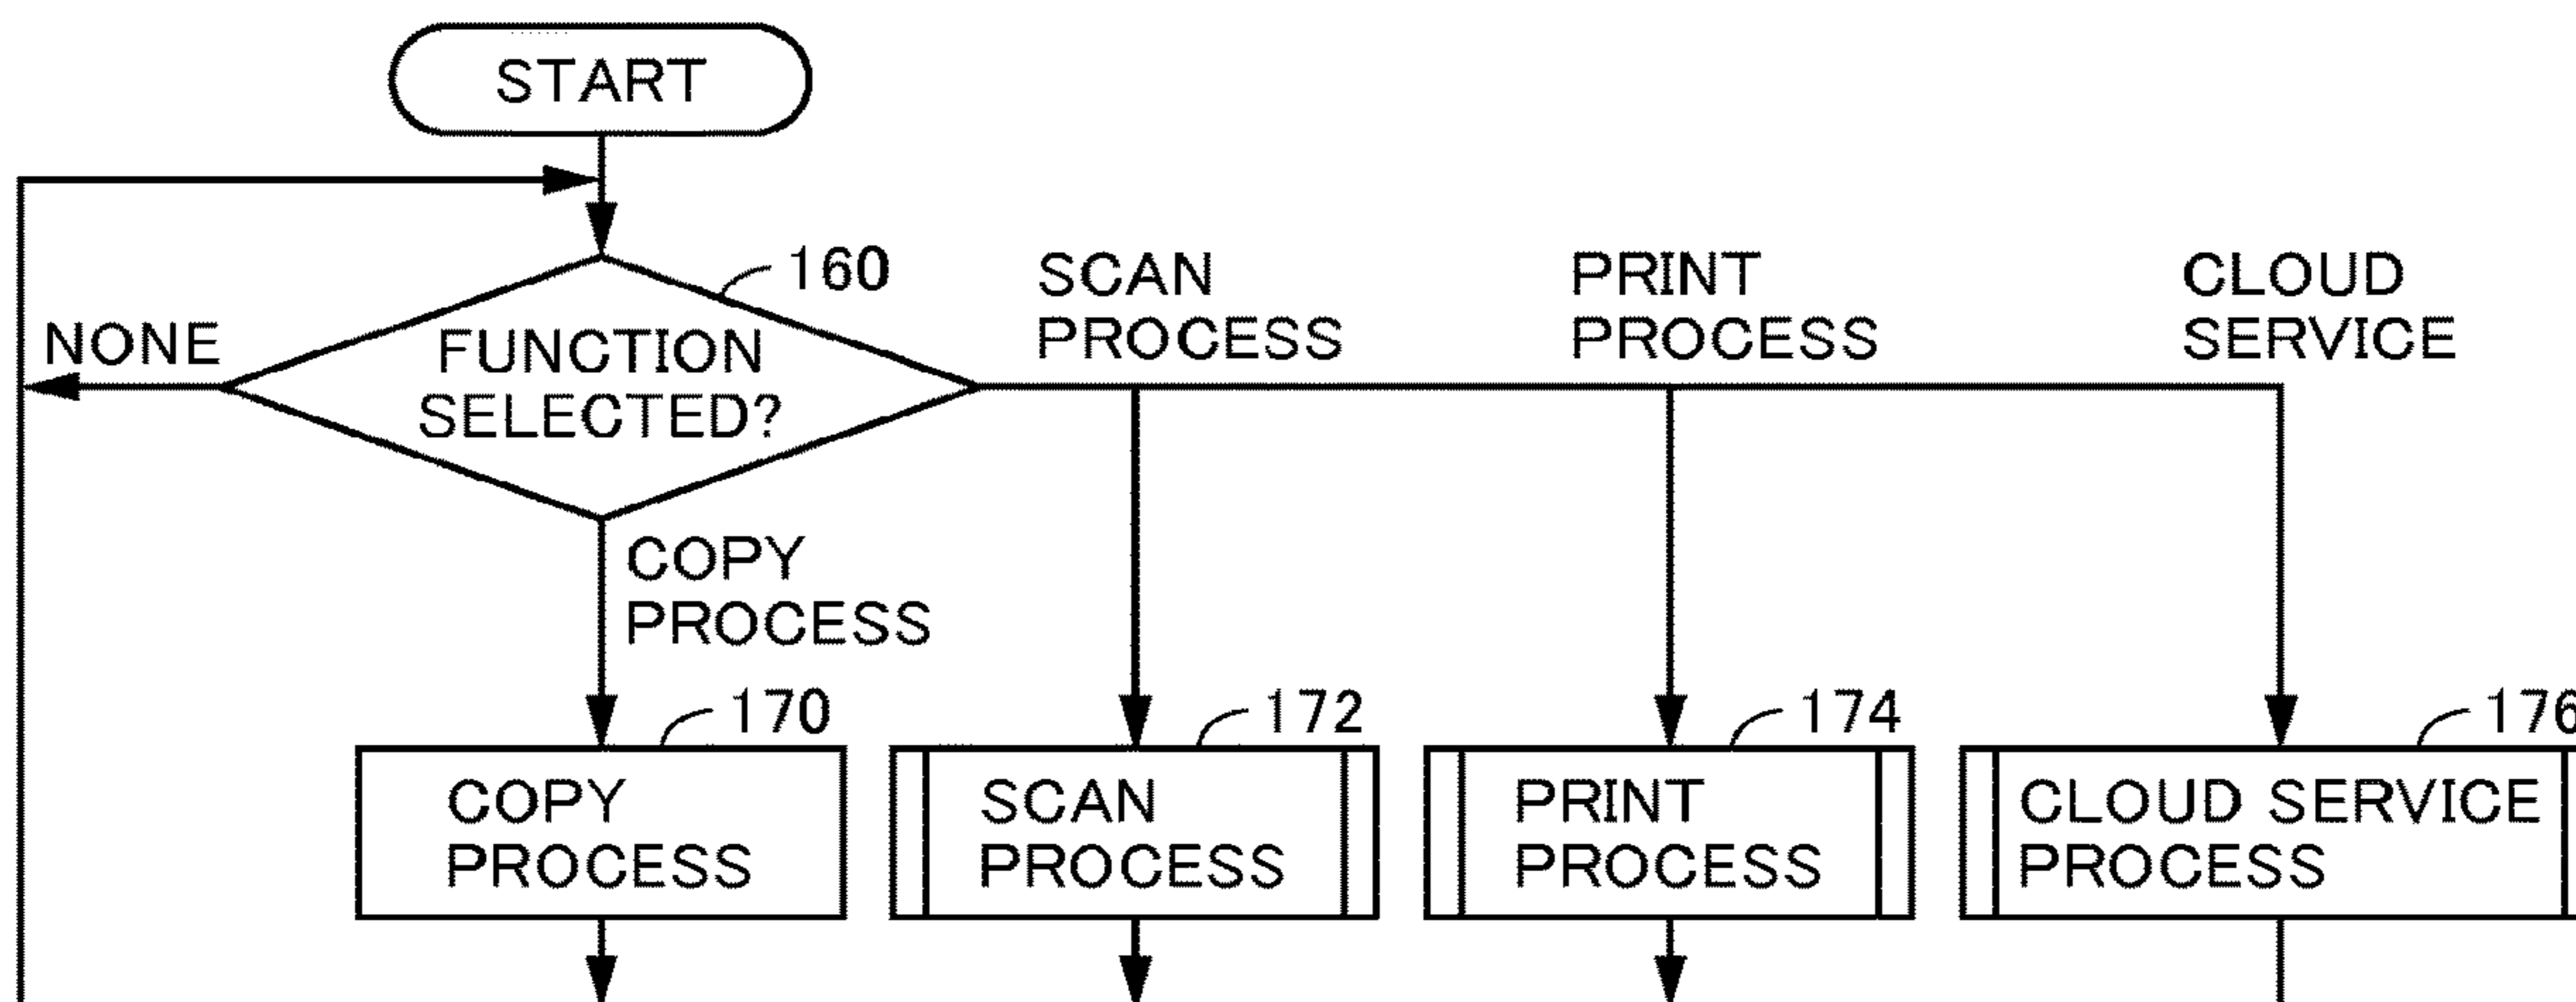 START
160
SCAN
PROCESS
PRINT
PROCESS
CLOUD
SERVICE
NONE
FUNCTION
SELECTED?
COPY
PROCESS
170
172
174
176
COPY
PROCESS
SCAN
PROCESS
PRINT
PROCESS
CLOUD SERVICE
PROCESS